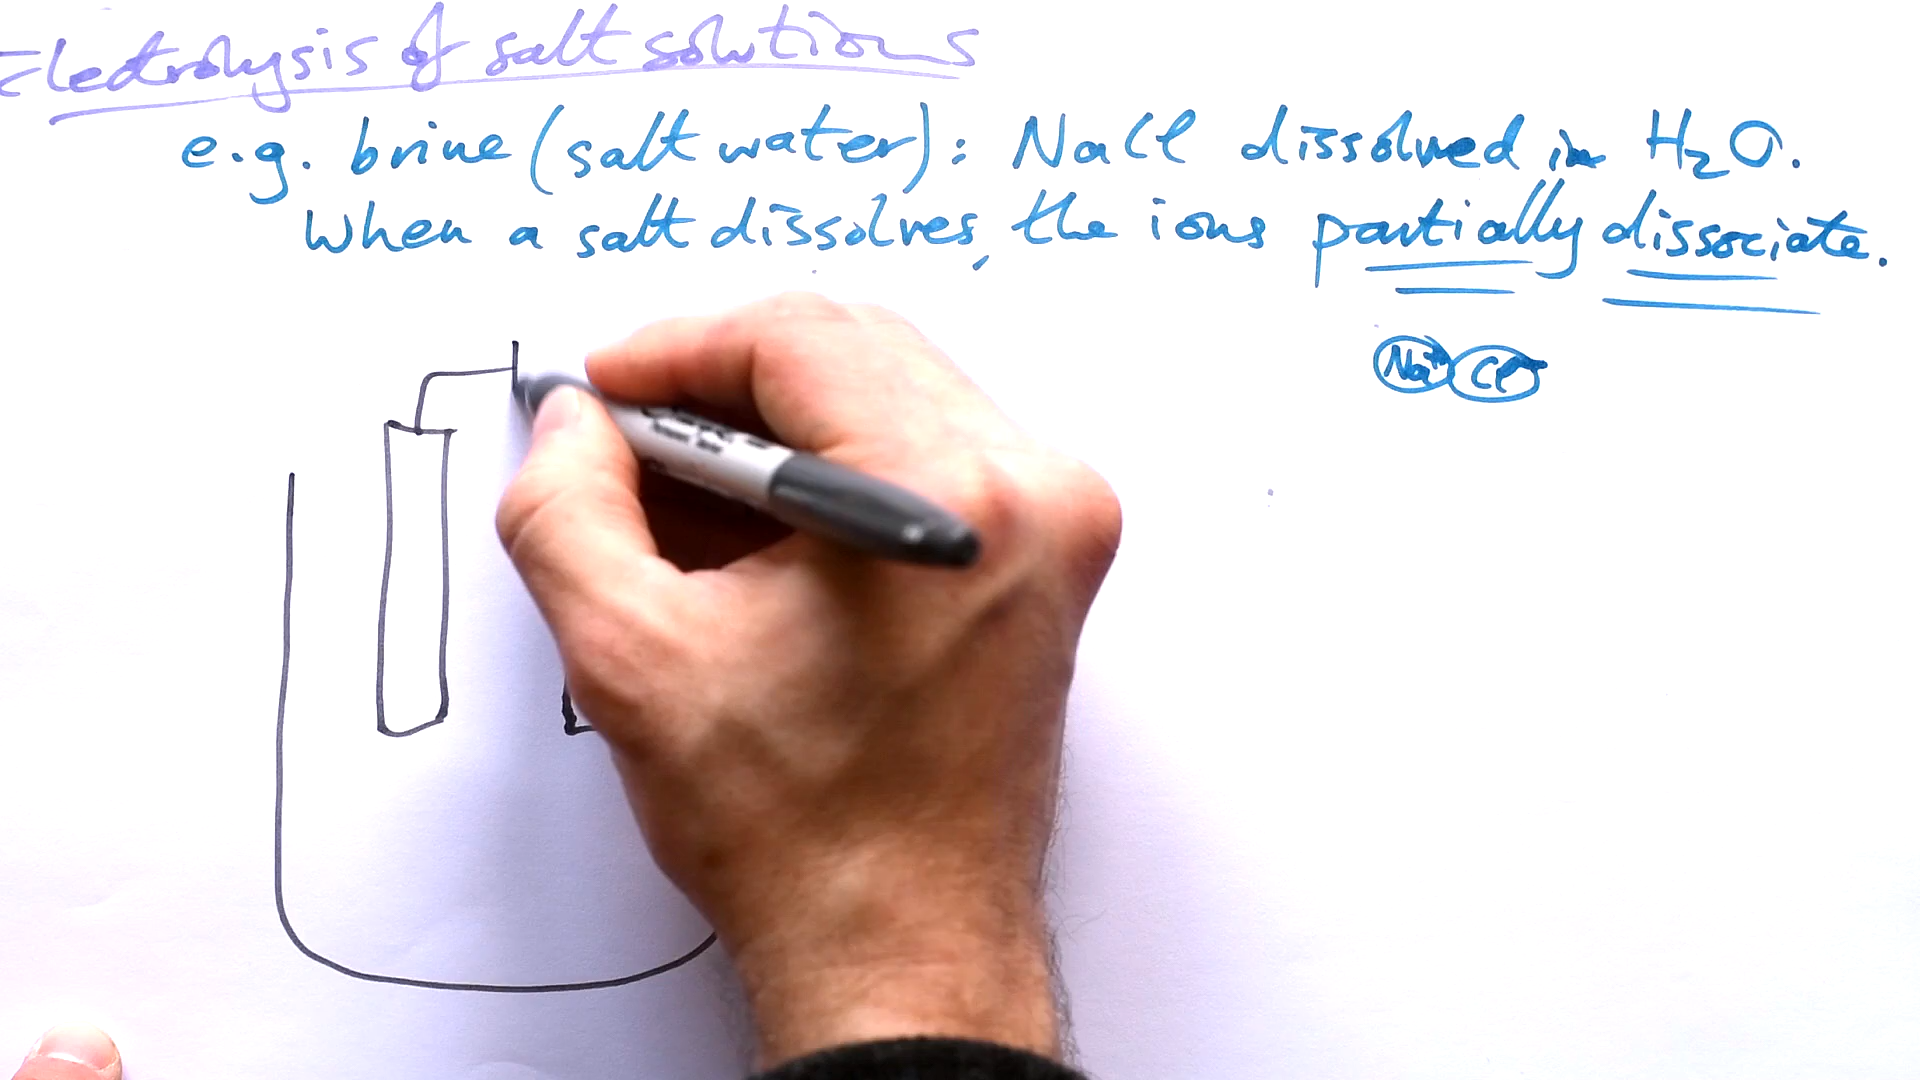 Electrolysis of salt solutions
e.g. brine (salt water): NaCl dissolved in H₂O.
When a salt dissolves, the ions partially dissociate.
Na⁺ Cl⁻